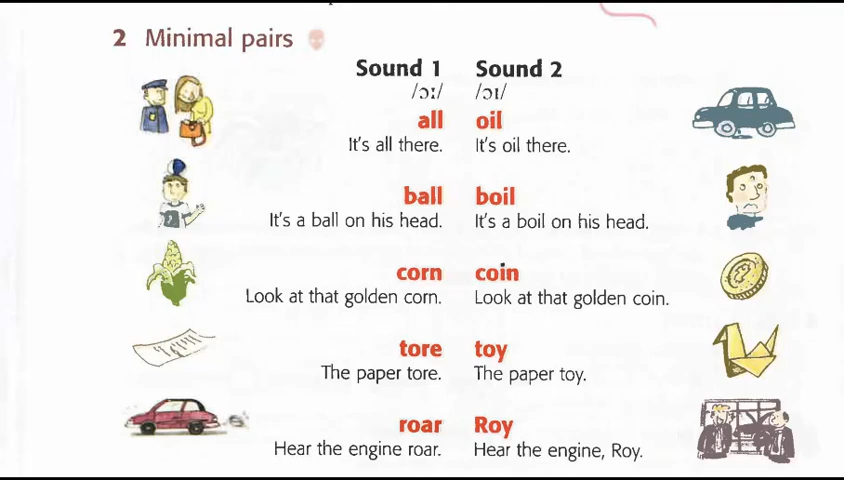 2 Minimal pairs
Sound 1 Sound 2
/ɔː/ /ɔɪ/
all oil
It's all there. It's oil there.
ball boil
It's a ball on his head. It's a boil on his head.
corn coin
Look at that golden corn. Look at that golden coin.
tore toy
The paper tore. The paper toy.
roar Roy
Hear the engine roar. Hear the engine, Roy.